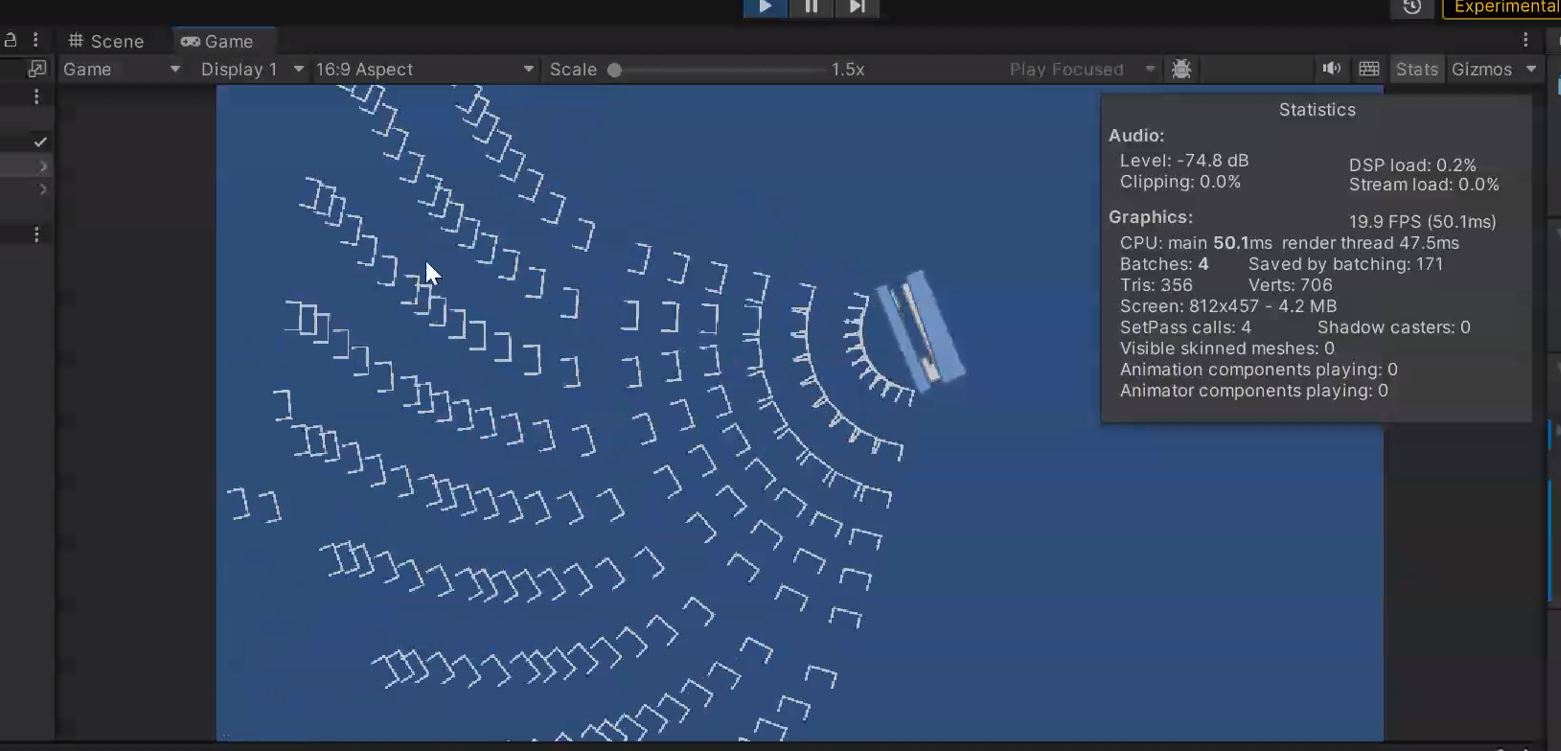 Experimental
Scene
Game
Game
Display 1
16:9 Aspect
Scale
1.5x
Play Focused
Stats
Gizmos
Statistics
Audio:
Level: -74.8 dB
DSP load: 0.2%
Clipping: 0.0%
Stream load: 0.0%
Graphics:
19.9 FPS (50.1ms)
CPU: main 50.1ms render thread 47.5ms
Batches: 4 Saved by batching: 171
Tris: 356 Verts: 706
Screen: 812x457 - 4.2 MB
SetPass calls: 4 Shadow casters: 0
Visible skinned meshes: 0
Animation components playing: 0
Animator components playing: 0